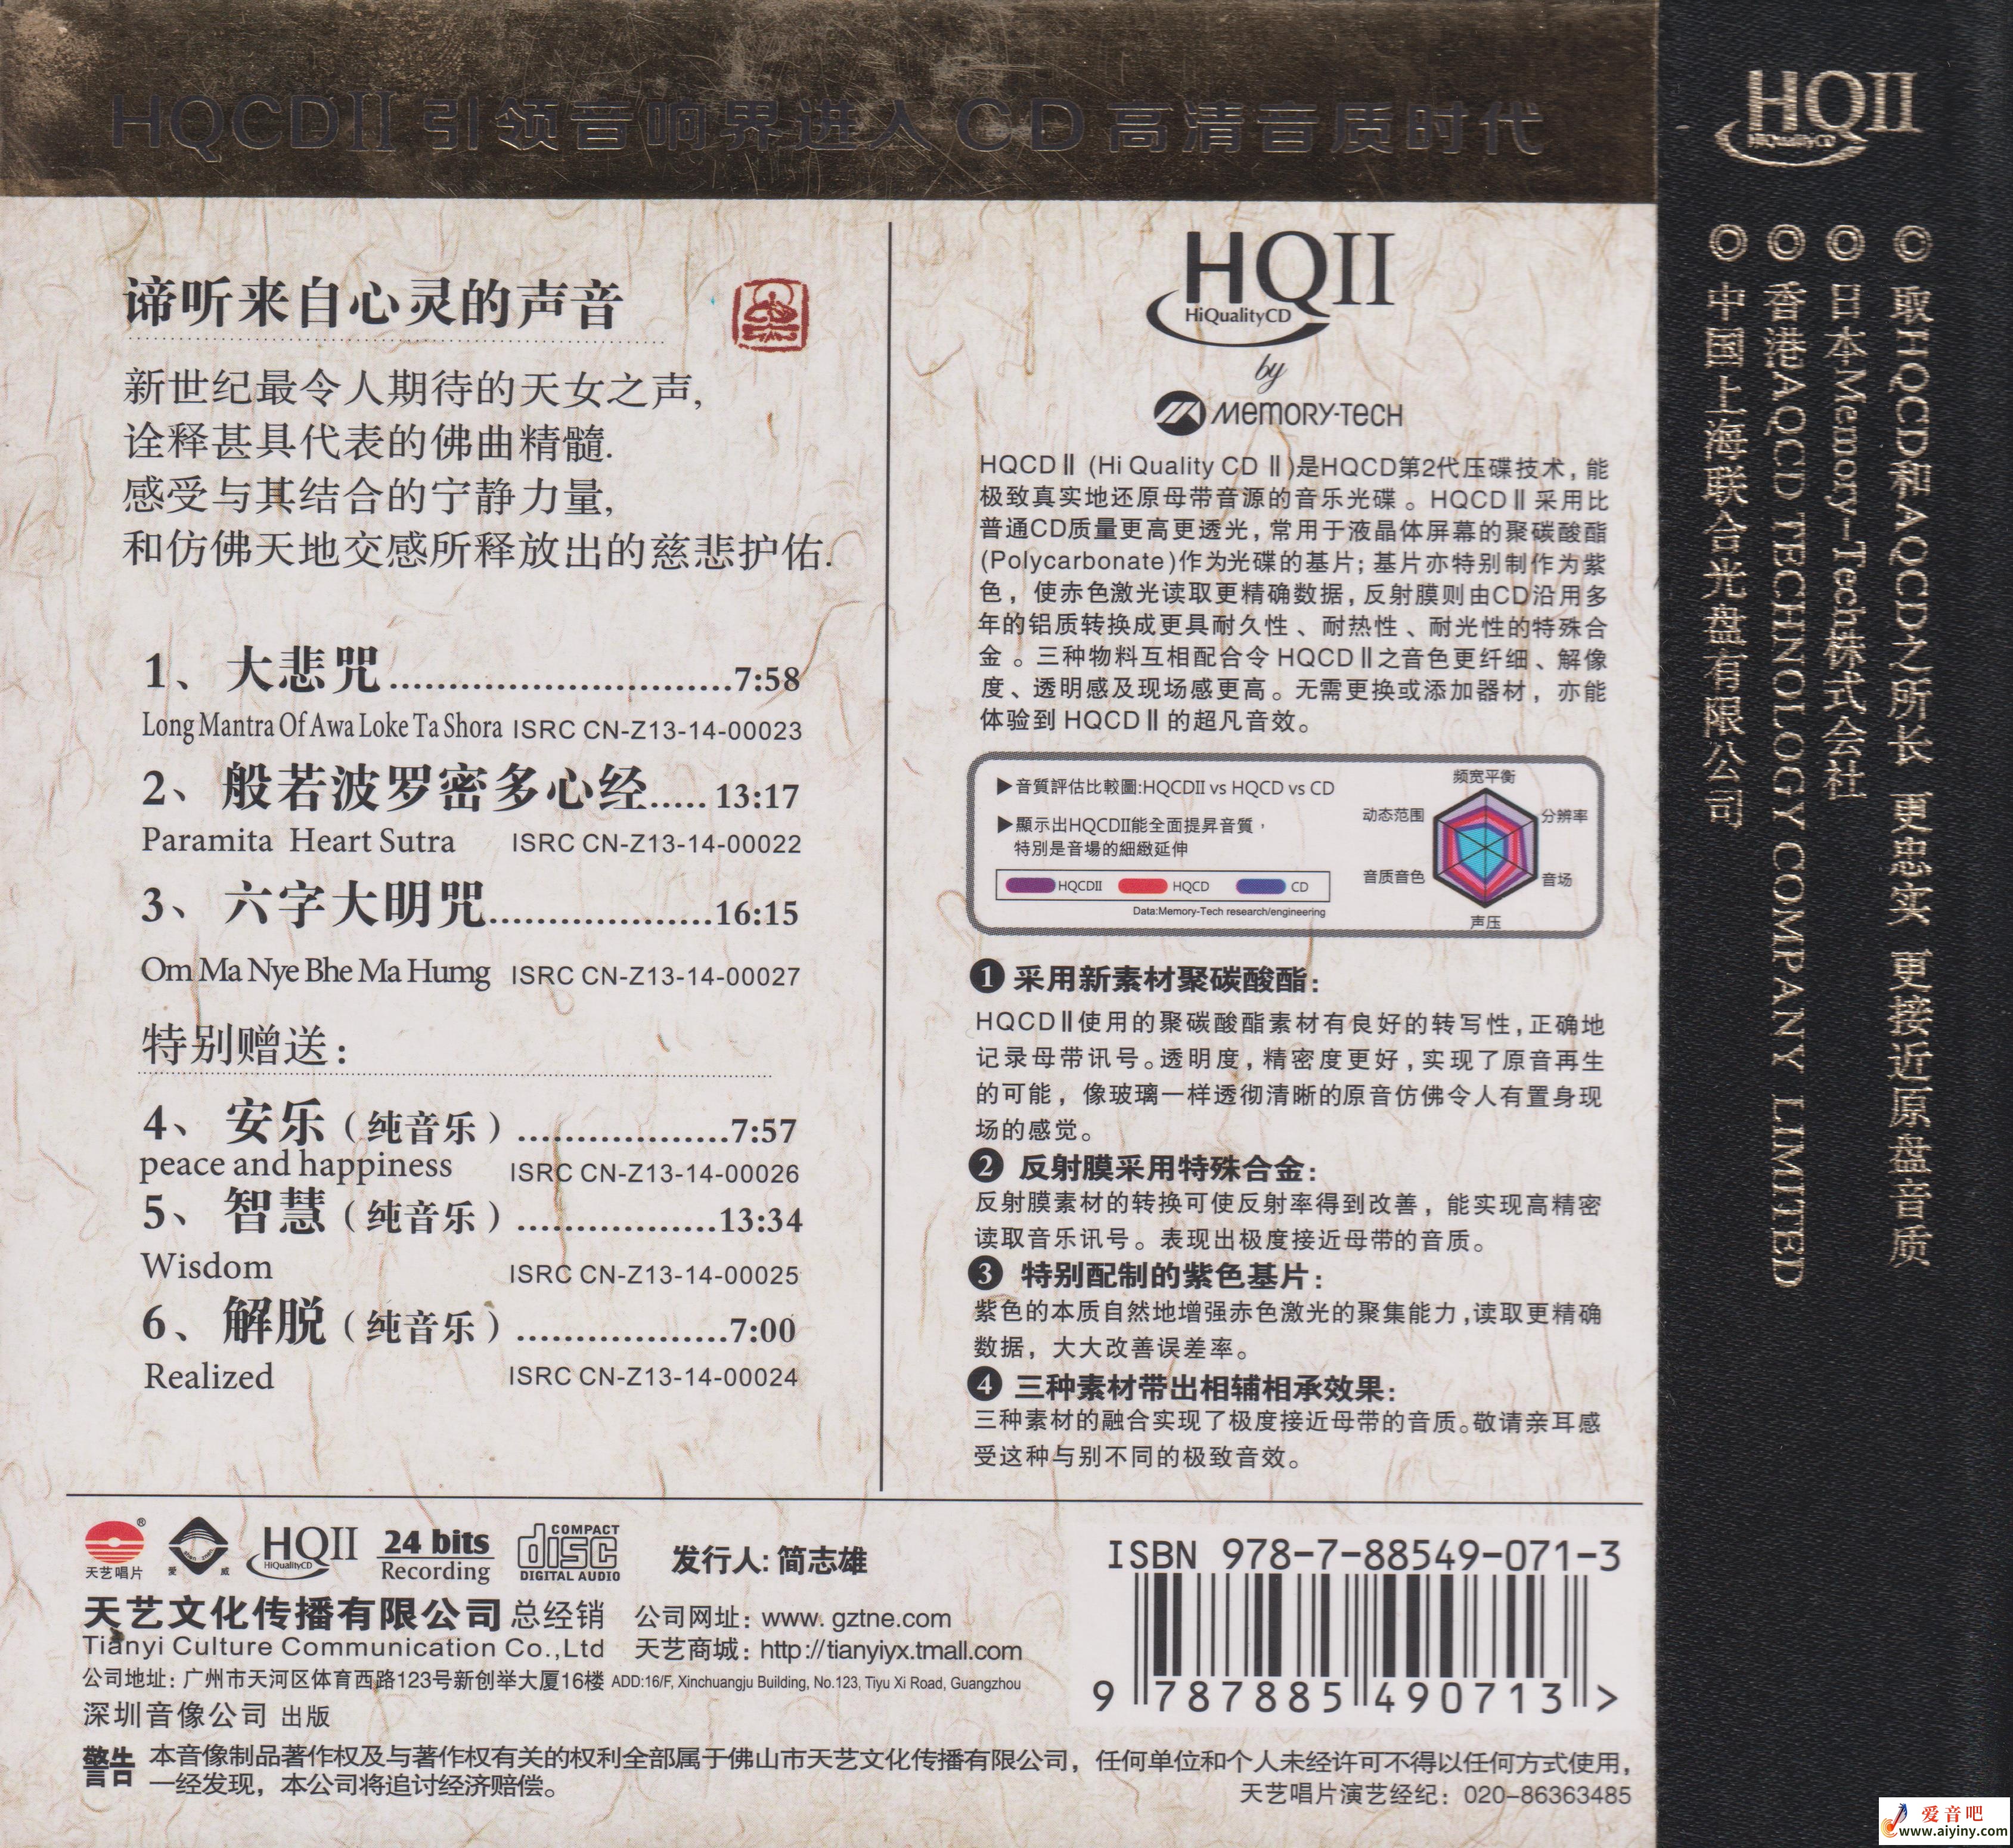 HQCDII 引领音响界进入CD高清音质时代
谛听来自心灵的声音
新世纪最令人期待的天女之声,
诠释甚具代表的佛曲精髓.
感受与其结合的宁静力量,
和仿佛天地交感所释放出的慈悲护佑.
1、大悲咒.............................7:58
Long Mantra Of Awa Loke Ta Shora ISRC CN-Z13-14-00023
2、般若波罗密多心经..... 13:17
Paramita Heart Sutra ISRC CN-Z13-14-00022
3、六字大明咒...................16:15
Om Ma Nye Bhe Ma Humg ISRC CN-Z13-14-00027
特别赠送:
4、安乐（纯音乐）..................7:57
peace and happiness ISRC CN-Z13-14-00026
5、智慧（纯音乐）.................13:34
Wisdom ISRC CN-Z13-14-00025
6、解脱（纯音乐）..................7:00
Realized ISRC CN-Z13-14-00024
HQII
HiQualityCD
by
MEMORY-TECH
HQCDⅡ (Hi Quality CD Ⅱ)是HQCD第2代压碟技术，能
极致真实地还原母带音源的音乐光碟。HQCDⅡ采用比
普通CD质量更高更透光，常用于液晶体屏幕的聚碳酸酯
(Polycarbonate)作为光碟的基片；基片亦特别制作为紫
色，使赤色激光读取更精确数据，反射膜则由CD沿用多
年的铝质转换成更具耐久性、耐热性、耐光性的特殊合
金。三种物料互相配合令HQCDⅡ之音色更纤细、解像
度、透明感及现场感更高。无需更换或添加器材，亦能
体验到HQCDⅡ的超凡音效。
▶音質評估比較圖:HQCDII vs HQCD vs CD
▶顯示出HQCDII能全面提昇音質，
特別是音場的細緻延伸
HQCDII HQCD CD
Data:Memory-Tech research/engineering
频宽平衡
动态范围 分辨率
音质音色 音场
声压
❶采用新素材聚碳酸酯:
HQCDⅡ使用的聚碳酸酯素材有良好的转写性,正确地
记录母带讯号。透明度,精密度更好,实现了原音再生
的可能，像玻璃一样透彻清晰的原音仿佛令人有置身现
场的感觉。
❷反射膜采用特殊合金:
反射膜素材的转换可使反射率得到改善，能实现高精密
读取音乐讯号。表现出极度接近母带的音质。
❸特别配制的紫色基片:
紫色的本质自然地增强赤色激光的聚集能力,读取更精确
数据，大大改善误差率。
❹三种素材带出相辅相承效果:
三种素材的融合实现了极度接近母带的音质。敬请亲耳感
受这种与别不同的极致音效。
天艺唱片® 爱威 HQII HiQualityCD 24 bits Recording COMPACT disc DIGITAL AUDIO 发行人: 简志雄
天艺文化传播有限公司 总经销 公司网址：www. gztne.com
Tianyi Culture Communication Co.,Ltd 天艺商城：http://tianyiyx.tmall.com
公司地址：广州市天河区体育西路123号新创举大厦16楼 ADD:16/F, Xinchuangju Building, No.123, Tiyu Xi Road, Guangzhou
深圳音像公司 出版
ISBN 978-7-88549-071-3
9 787885 490713 >
警告 本音像制品著作权及与著作权有关的权利全部属于佛山市天艺文化传播有限公司，任何单位和个人未经许可不得以任何方式使用，
一经发现，本公司将追讨经济赔偿。
天艺唱片演艺经纪：020-86363485
HQII
HiQualityCD
◎取HQCD和AQCD之所长 更忠实 更接近原盘音质
◎日本Memory-Tech株式会社
◎香港AQCD TECHNOLOGY COMPANY LIMITED
◎中国上海联合光盘有限公司
爱音吧
www.aiyiny.com